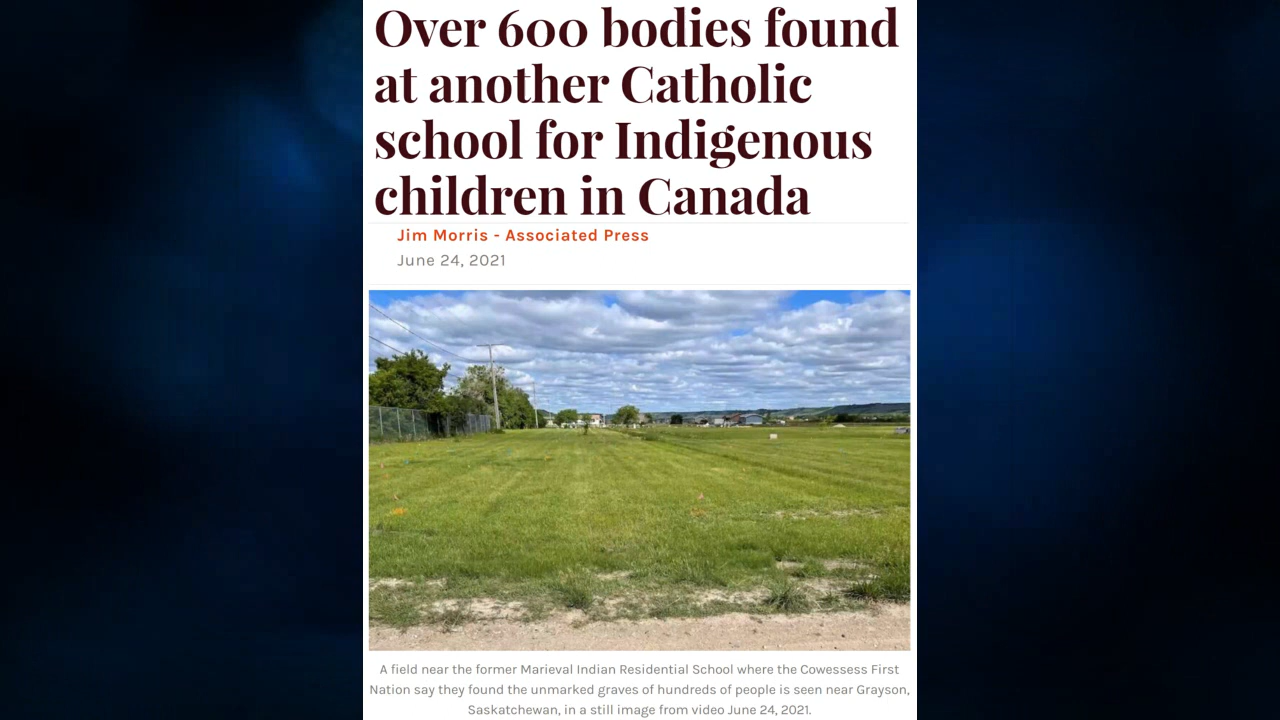 Over 600 bodies found
at another Catholic
school for Indigenous
children in Canada
Jim Morris - Associated Press
June 24, 2021
A field near the former Marieval Indian Residential School where the Cowessess First
Nation say they found the unmarked graves of hundreds of people is seen near Grayson,
Saskatchewan, in a still image from video June 24, 2021.